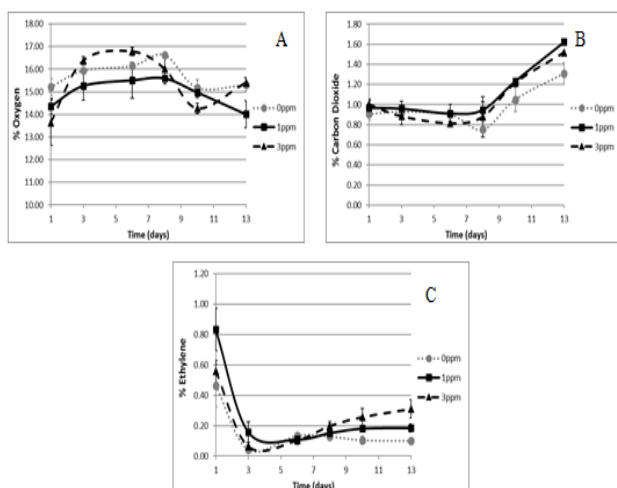 A
% Oxygen
18.00
17.00
16.00
15.00
14.00
13.00
12.00
11.00
10.00
1 3 5 7 9 11 13
Time (days)
0ppm
1ppm
3ppm
B
% Carbon Dioxide
1.80
1.60
1.40
1.20
1.00
0.80
0.60
0.40
0.20
0.00
1 3 5 7 9 11 13
Time (days)
0ppm
1ppm
3ppm
C
% Ethylene
1.20
1.00
0.80
0.60
0.40
0.20
0.00
1 3 5 7 9 11 13
Time (days)
0ppm
1ppm
3ppm